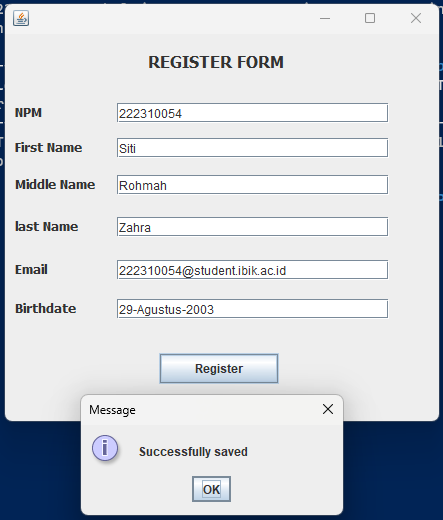 REGISTER FORM
NPM 222310054
First Name Siti
Middle Name Rohmah
last Name Zahra
Email 222310054@student.ibik.ac.id
Birthdate 29-Agustus-2003
Register
Message
i
Successfully saved
OK